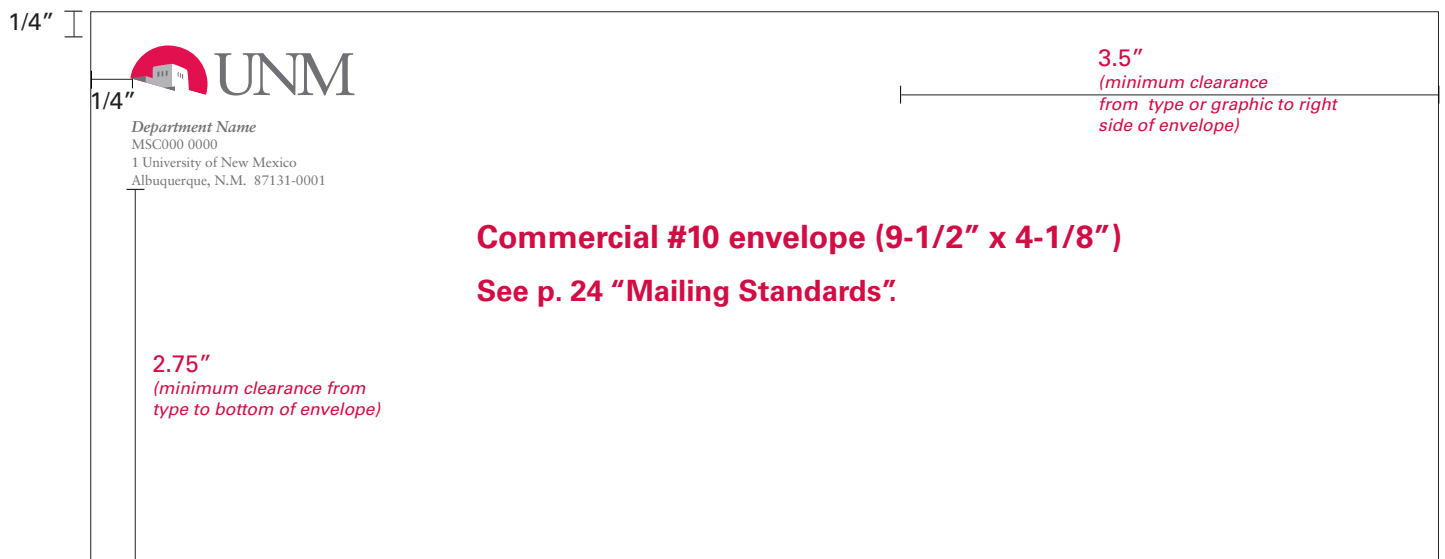 1/4”
UNM
1/4”
Department Name
MSC000 0000
1 University of New Mexico
Albuquerque, N.M.  87131-0001
3.5”
(minimum clearance
from  type or graphic to right
side of envelope)
Commercial #10 envelope (9-1/2” x 4-1/8”)
See p. 24 “Mailing Standards”.
2.75”
(minimum clearance from
type to bottom of envelope)